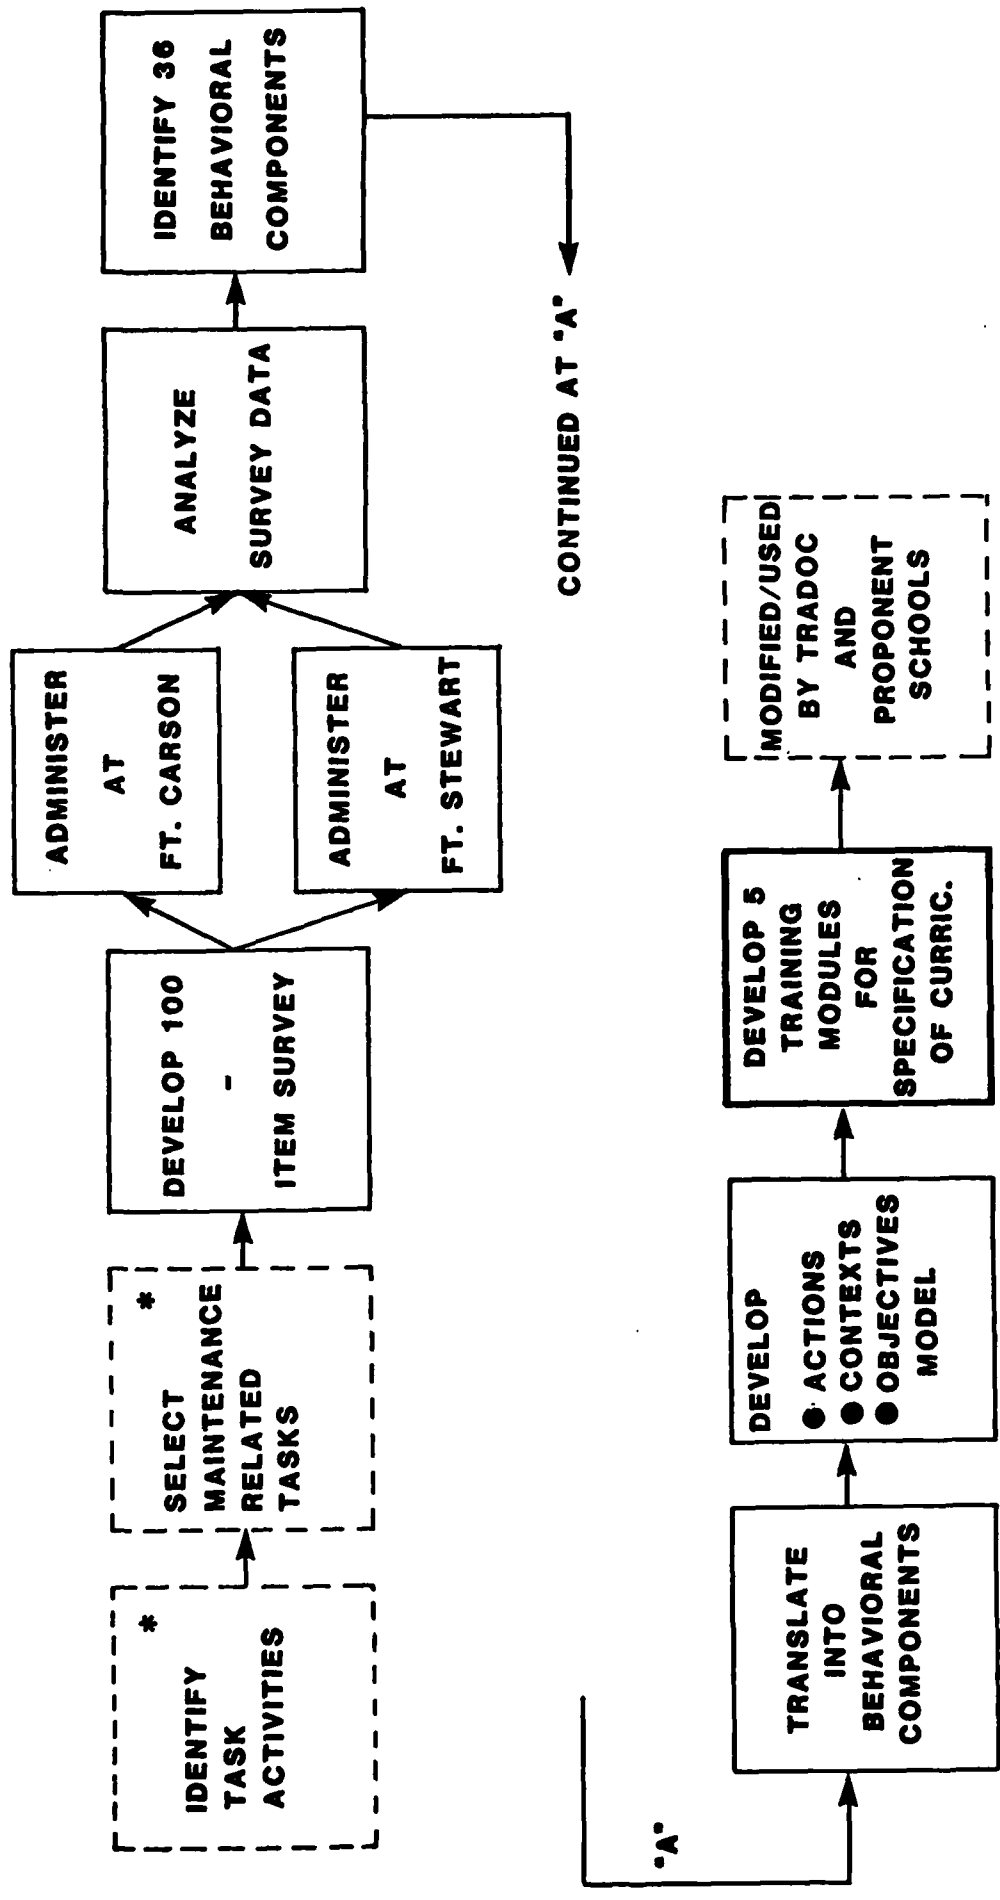 *
IDENTIFY
TASK
ACTIVITIES
*
SELECT
MAINTENANCE
RELATED
TASKS
DEVELOP 100
-
ITEM SURVEY
ADMINISTER
AT
FT. CARSON
ADMINISTER
AT
FT. STEWART
ANALYZE
SURVEY DATA
IDENTIFY 36
BEHAVIORAL
COMPONENTS
CONTINUED AT "A"
"A"
TRANSLATE
INTO
BEHAVIORAL
COMPONENTS
DEVELOP
● ACTIONS
● CONTEXTS
● OBJECTIVES
MODEL
DEVELOP 5
TRAINING
MODULES
FOR
SPECIFICATION
OF CURRIC.
MODIFIED/USED
BY TRADOC
AND
PROPONENT
SCHOOLS